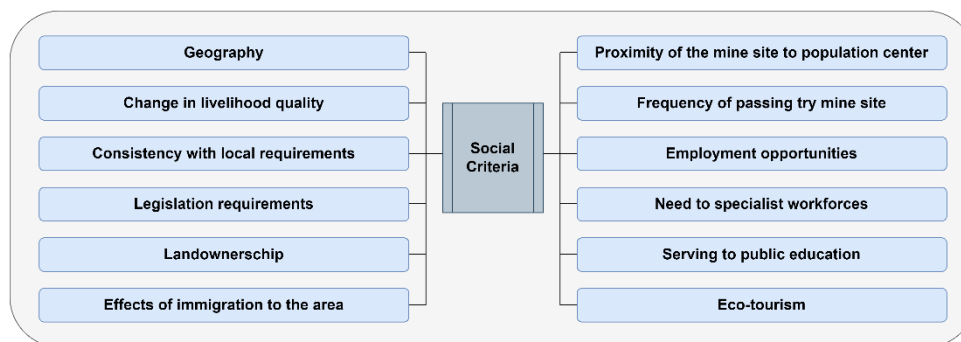 Geography
Change in livelihood quality
Consistency with local requirements
Legislation requirements
Landownerschip
Effects of immigration to the area
Social
Criteria
Proximity of the mine site to population center
Frequency of passing try mine site
Employment opportunities
Need to specialist workforces
Serving to public education
Eco-tourism